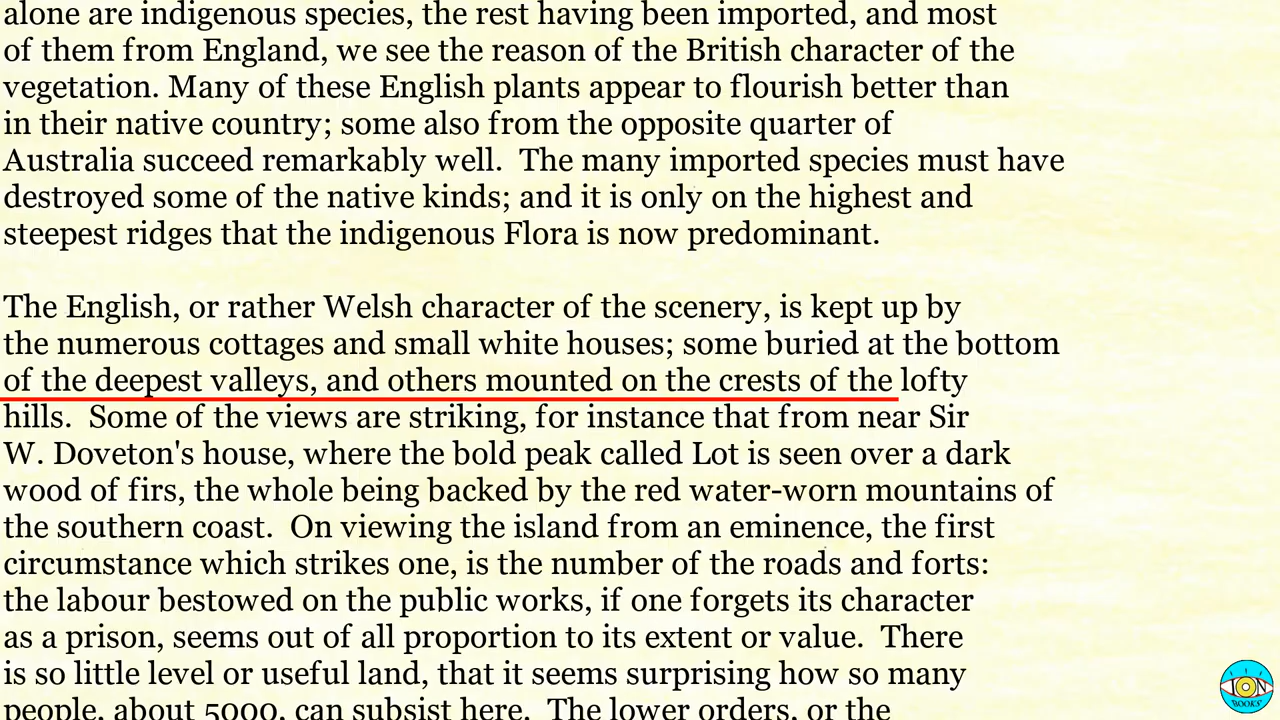 alone are indigenous species, the rest having been imported, and most
of them from England, we see the reason of the British character of the
vegetation. Many of these English plants appear to flourish better than
in their native country; some also from the opposite quarter of
Australia succeed remarkably well.  The many imported species must have
destroyed some of the native kinds; and it is only on the highest and
steepest ridges that the indigenous Flora is now predominant.
The English, or rather Welsh character of the scenery, is kept up by
the numerous cottages and small white houses; some buried at the bottom
of the deepest valleys, and others mounted on the crests of the lofty
hills.  Some of the views are striking, for instance that from near Sir
W. Doveton's house, where the bold peak called Lot is seen over a dark
wood of firs, the whole being backed by the red water-worn mountains of
the southern coast.  On viewing the island from an eminence, the first
circumstance which strikes one, is the number of the roads and forts:
the labour bestowed on the public works, if one forgets its character
as a prison, seems out of all proportion to its extent or value.  There
is so little level or useful land, that it seems surprising how so many
people, about 5000, can subsist here.  The lower orders, or the
ION
BOOKS